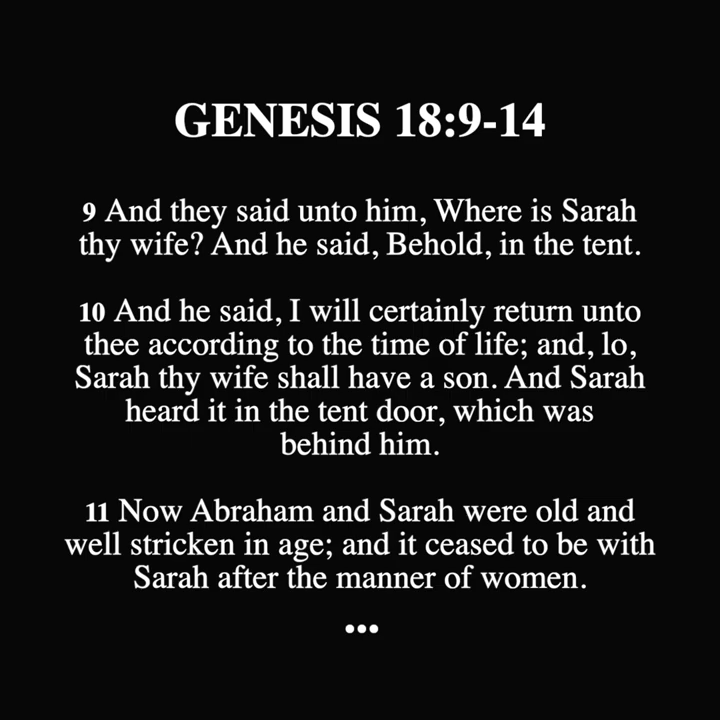 GENESIS 18:9-14
9 And they said unto him, Where is Sarah
thy wife? And he said, Behold, in the tent.
10 And he said, I will certainly return unto
thee according to the time of life; and, lo,
Sarah thy wife shall have a son. And Sarah
heard it in the tent door, which was
behind him.
11 Now Abraham and Sarah were old and
well stricken in age; and it ceased to be with
Sarah after the manner of women.
•••